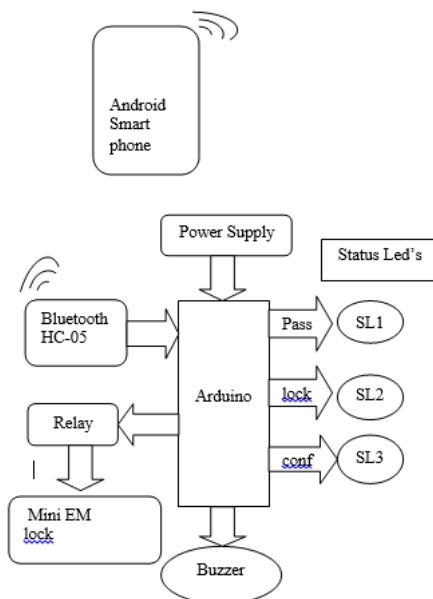 Android
Smart
phone
Power Supply
Status Led's
Bluetooth
HC-05
Pass
SL1
Arduino
lock
SL2
Relay
conf
SL3
Mini EM
lock
Buzzer